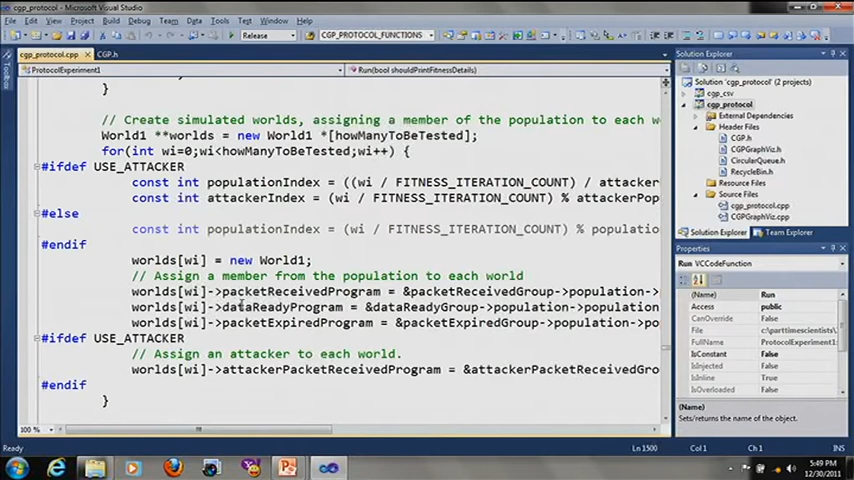 cgp_protocol - Microsoft Visual Studio
File Edit View Project Build Debug Team Data Tools Test Window Help
Release CGP_PROTOCOL_FUNCTIONS
cgp_protocol.cpp CGP.h
ProtocolExperiment1 Run(bool shouldPrintFitnessDetails)
}
// Create simulated worlds, assigning a member of the population to each w
World1 **worlds = new World1 *[howManyToBeTested];
for(int wi=0;wi<howManyToBeTested;wi++) {
#ifdef USE_ATTACKER
const int populationIndex = ((wi / FITNESS_ITERATION_COUNT) / attacker
const int attackerIndex = (wi / FITNESS_ITERATION_COUNT) % attackerPop
#else
const int populationIndex = (wi / FITNESS_ITERATION_COUNT) % populatio
#endif
worlds[wi] = new World1;
// Assign a member from the population to each world
worlds[wi]->packetReceivedProgram = &packetReceivedGroup->population->
worlds[wi]->dataReadyProgram = &dataReadyGroup->population->population
worlds[wi]->packetExpiredProgram = &packetExpiredGroup->population->po
#ifdef USE_ATTACKER
// Assign an attacker to each world.
worlds[wi]->attackerPacketReceivedProgram = &attackerPacketReceivedGro
#endif
}
100 %
Toolbox
Solution Explorer
Solution 'cgp_protocol' (2 projects)
cgp_csv
cgp_protocol
External Dependencies
Header Files
CGP.h
CGPGraphViz.h
CircularQueue.h
RecycleBin.h
Resource Files
Source Files
cgp_protocol.cpp
CGPGraphViz.cpp
Solution Explorer Team Explorer
Properties
Run VCCodeFunction
(Name) Run
Access public
CanOverride False
File c:\parttimescientists\
FullName ProtocolExperiment1:
IsConstant False
IsInjected False
IsInline True
IsOverloaded False
(Name)
Sets/returns the name of the object.
Ready Ln 1500 Col 1 Ch 1 INS
5:49 PM
12/30/2011